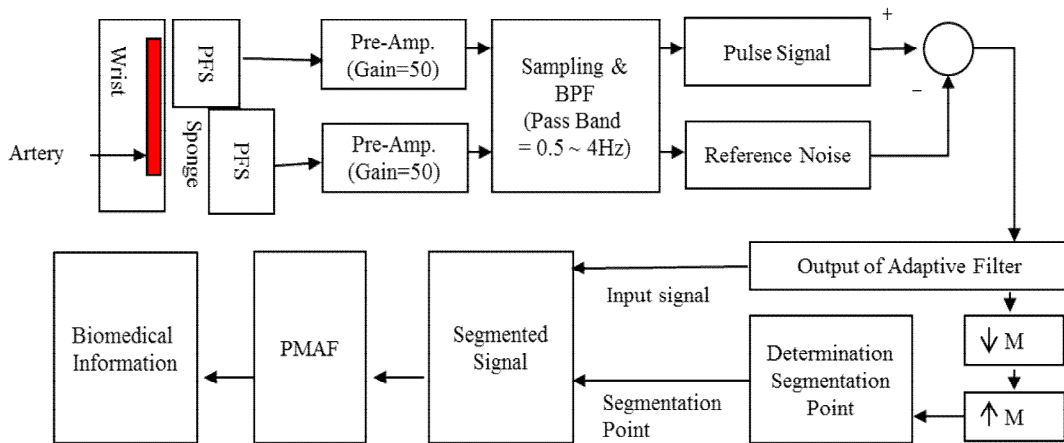 Artery
Wrist
PFS
Sponge
PFS
Pre-Amp.
(Gain=50)
Pre-Amp.
(Gain=50)
Sampling &
BPF
(Pass Band
= 0.5 ~ 4Hz)
Pulse Signal
Reference Noise
+
−
Output of Adaptive Filter
↓ M
↑ M
Determination
Segmentation
Point
Input signal
Segmentation
Point
Segmented
Signal
PMAF
Biomedical
Information